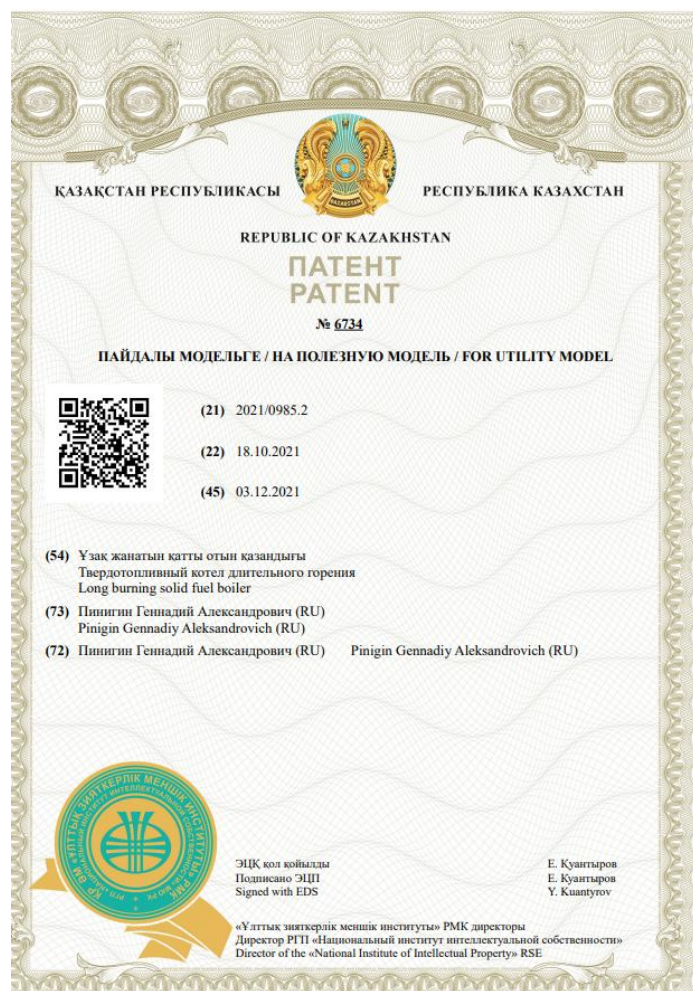 ҚАЗАҚСТАН РЕСПУБЛИКАСЫ
РЕСПУБЛИКА КАЗАХСТАН
REPUBLIC OF KAZAKHSTAN
ПАТЕНТ
PATENT
№ 6734
ПАЙДАЛЫ МОДЕЛЬГЕ / НА ПОЛЕЗНУЮ МОДЕЛЬ / FOR UTILITY MODEL
(21) 2021/0985.2
(22) 18.10.2021
(45) 03.12.2021
(54) Ұзақ жанатын қатты отын қазандығы
Твердотопливный котел длительного горения
Long burning solid fuel boiler
(73) Пинигин Геннадий Александрович (RU)
Pinigin Gennadiy Aleksandrovich (RU)
(72) Пинигин Геннадий Александрович (RU) Pinigin Gennadiy Aleksandrovich (RU)
ЭЦҚ қол қойылды Е. Қуантыров
Подписано ЭЦП Е. Куантыров
Signed with EDS Y. Kuantyrov
«Ұлттық зияткерлік меншік институты» РМК директоры
Директор РГП «Национальный институт интеллектуальной собственности»
Director of the «National Institute of Intellectual Property» RSE